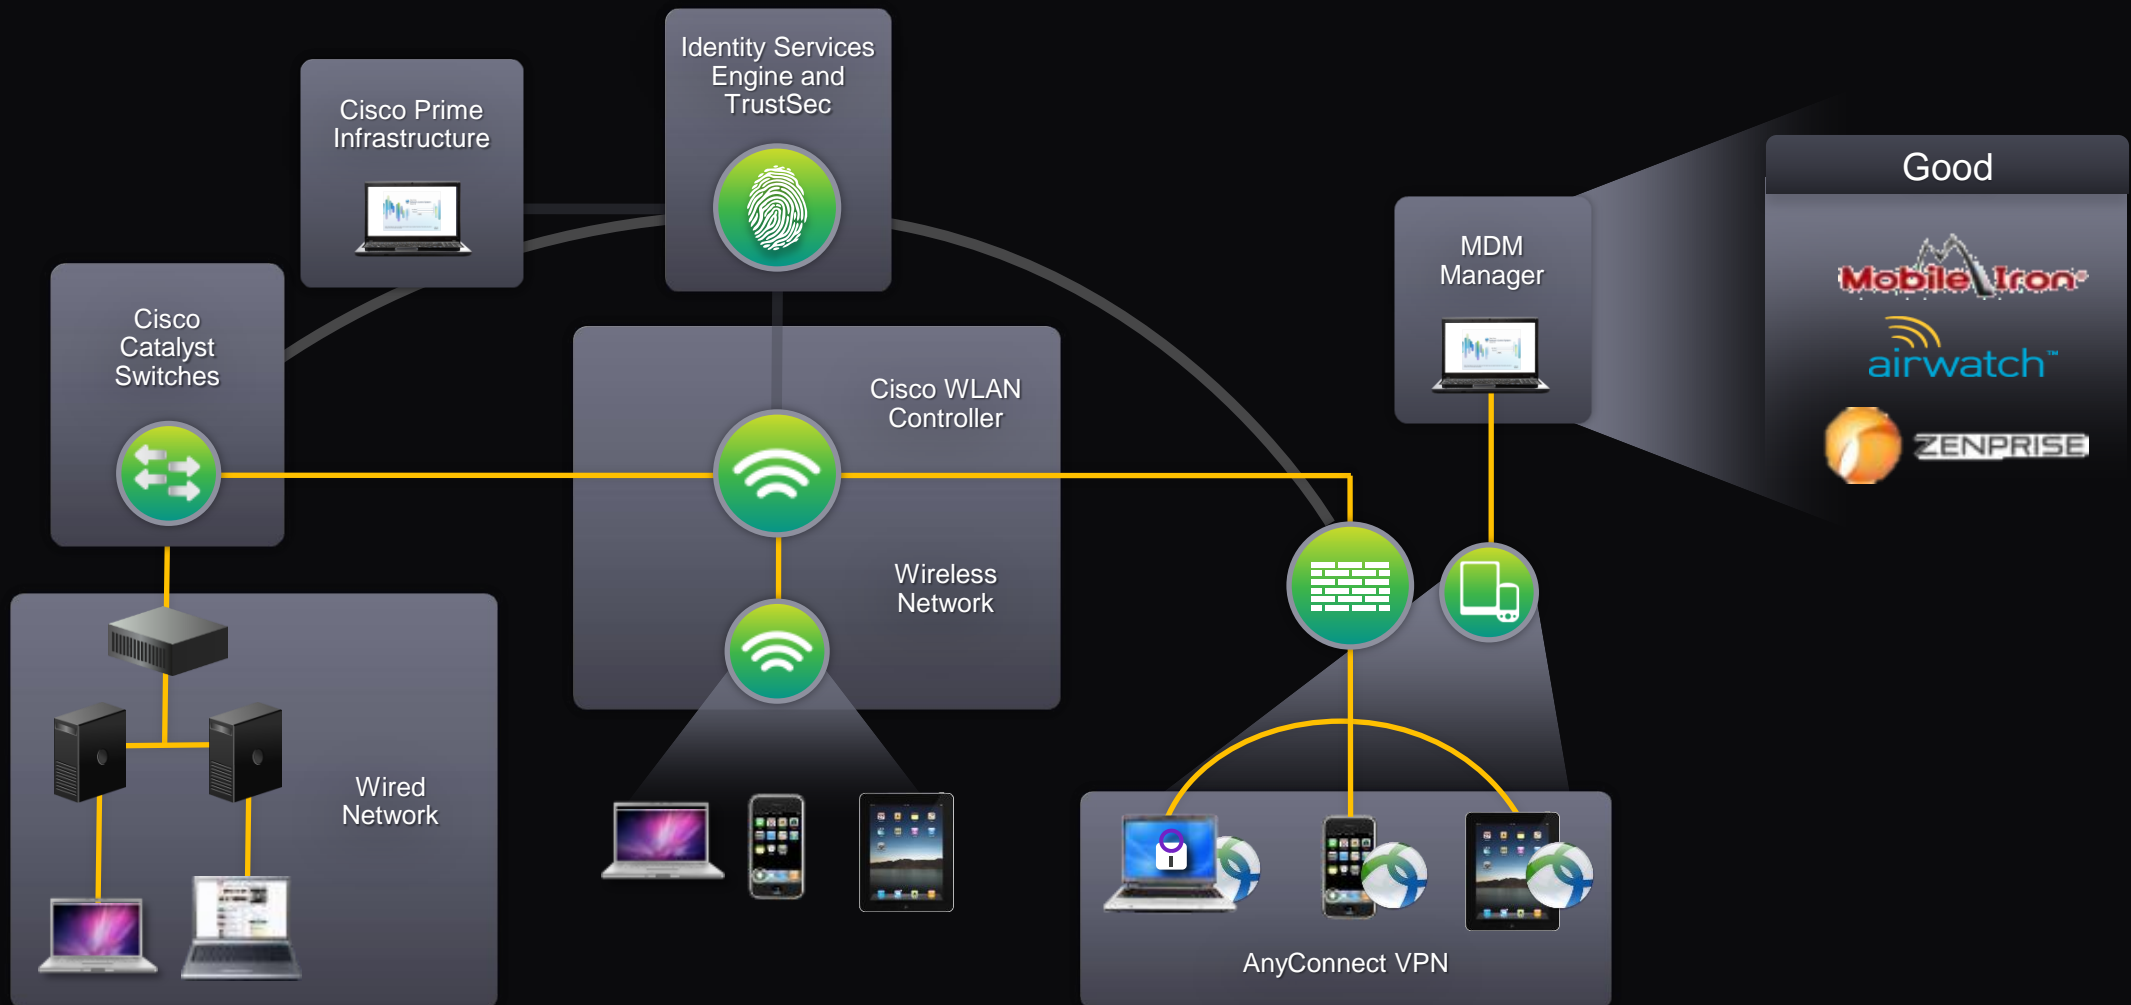 Identity Services
Engine and
TrustSec
Cisco Prime
Infrastructure
Good
MDM
Manager
MobileIron®
airwatch™
ZENPRISE
Cisco
Catalyst
Switches
Cisco WLAN
Controller
Wireless
Network
Wired
Network
AnyConnect VPN